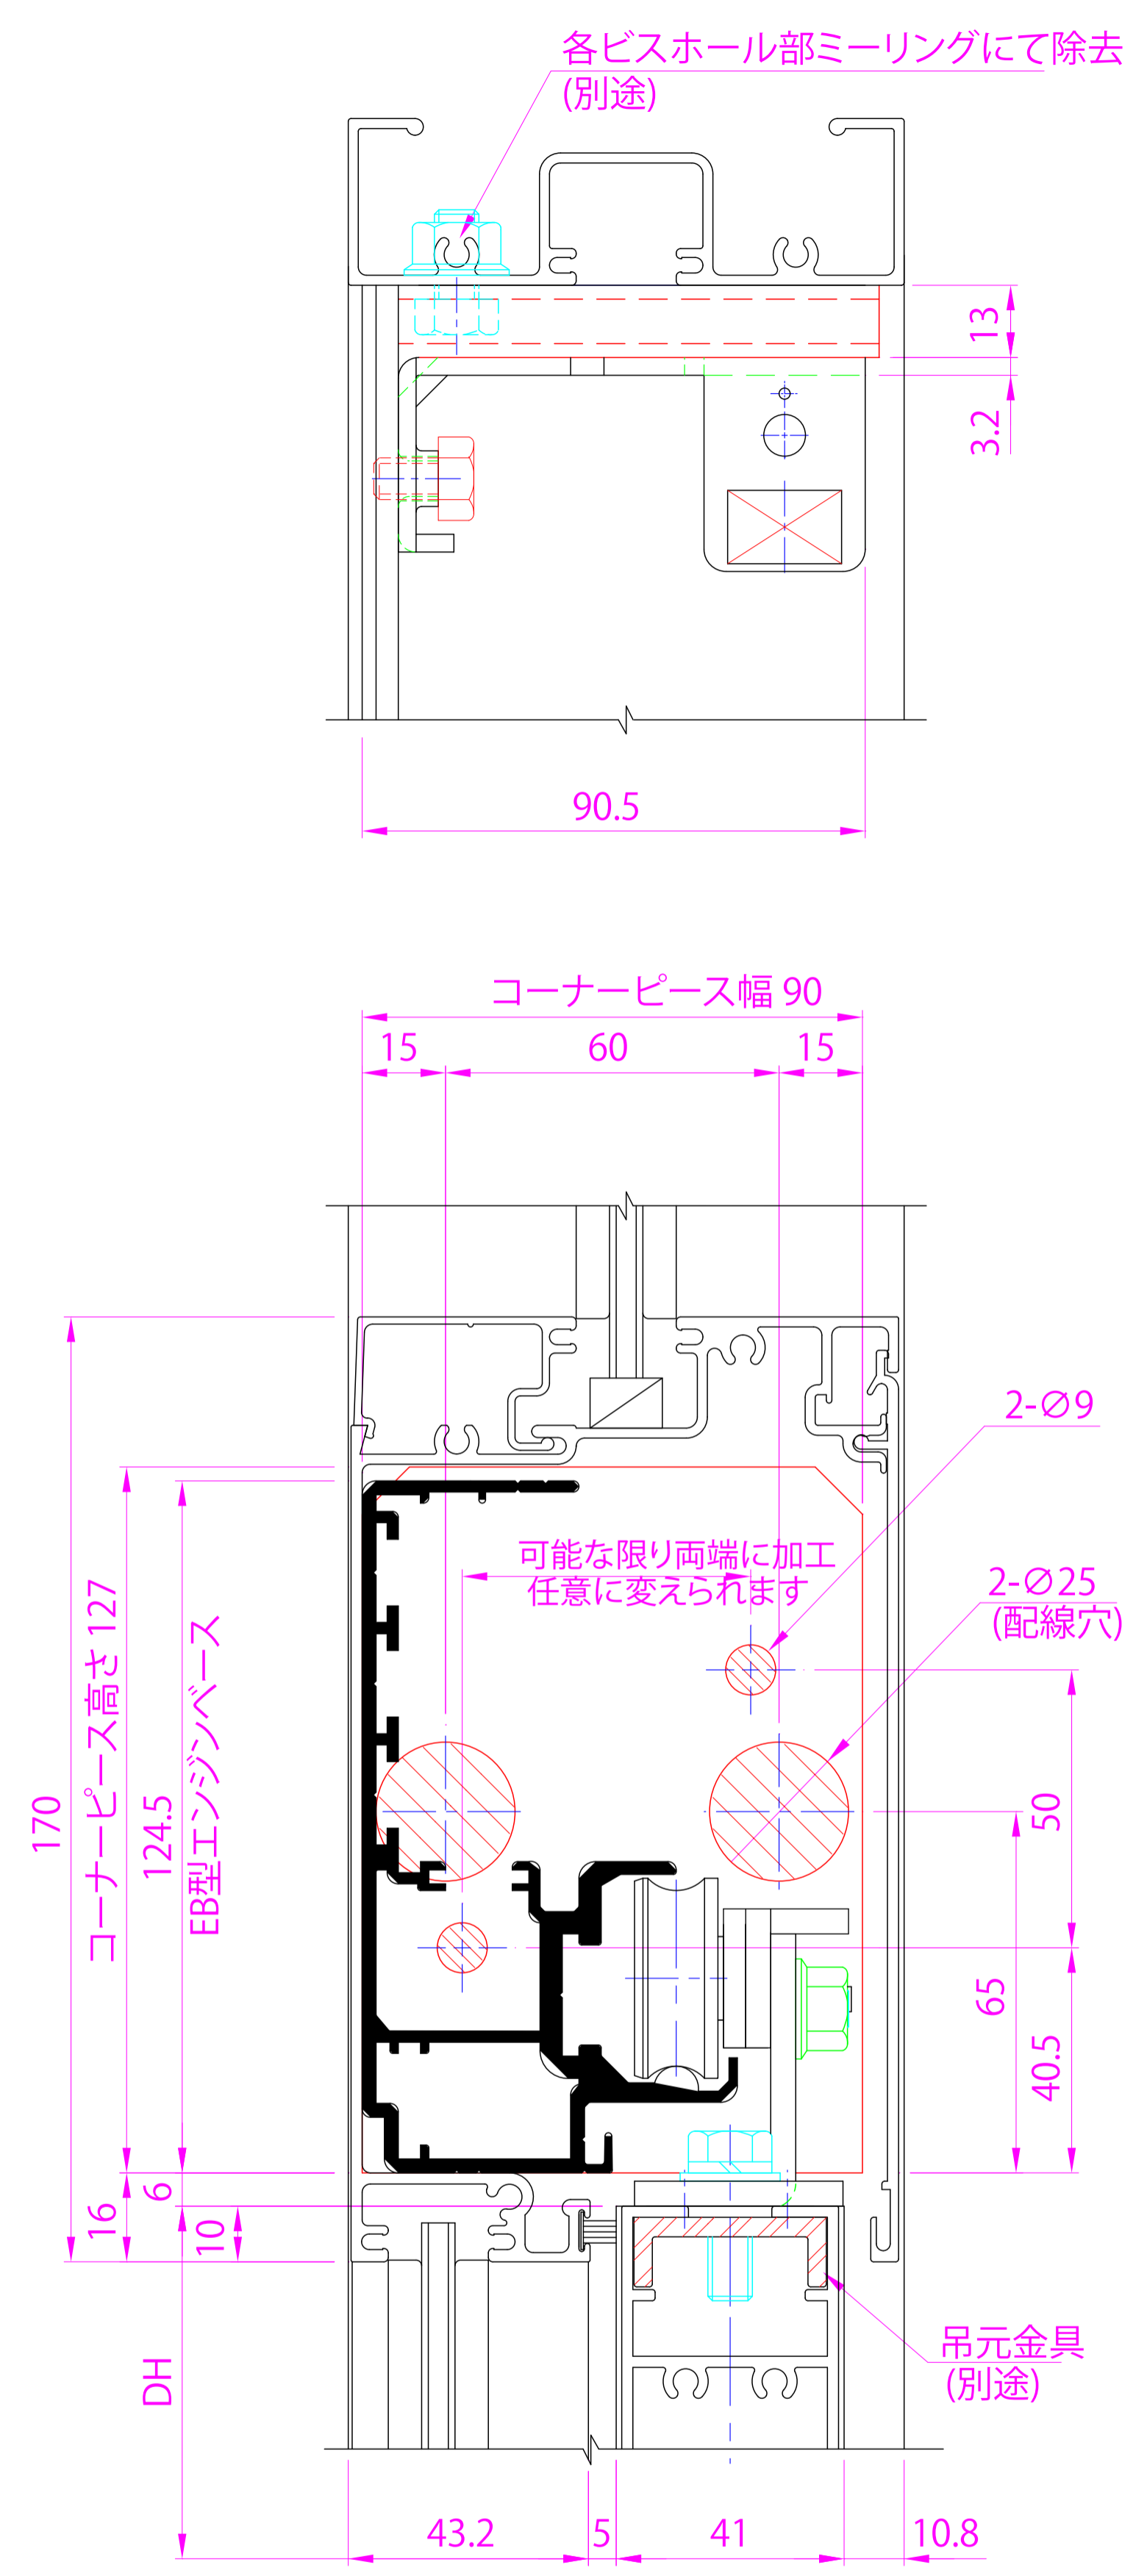 各ビスホール部ミーリングにて除去
(別途)
13
3.2
90.5
コーナーピース幅 90
15
60
15
2-∅9
可能な限り両端に加工
任意に変えられます
2-∅25
(配線穴)
170
コーナーピース高さ 127
124.5
EB型エンジンベース
50
65
40.5
16
6
10
DH
吊元金具
(別途)
43.2
5
41
10.8